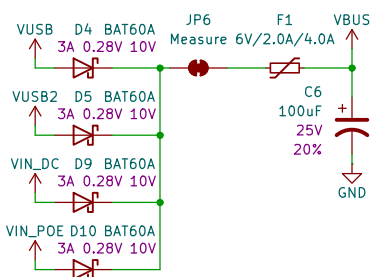 VUSB D4 BAT60A
3A 0.28V 10V
JP6
Measure
F1
6V/2.0A/4.0A
VBUS
VUSB2 D5 BAT60A
3A 0.28V 10V
C6
100uF
25V
20%
+
GND
VIN_DC D9 BAT60A
3A 0.28V 10V
VIN_POE D10 BAT60A
3A 0.28V 10V